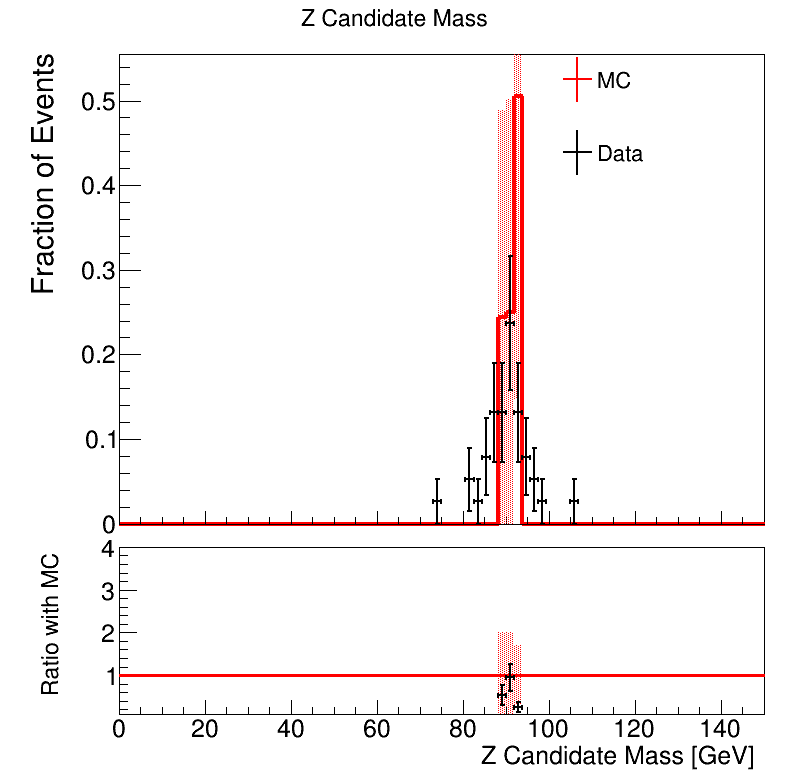 Z Candidate Mass
Fraction of Events
0.5
0.4
0.3
0.2
0.1
0
MC
Data
Ratio with MC
4
3
2
1
0 20 40 60 80 100 120 140
Z Candidate Mass [GeV]